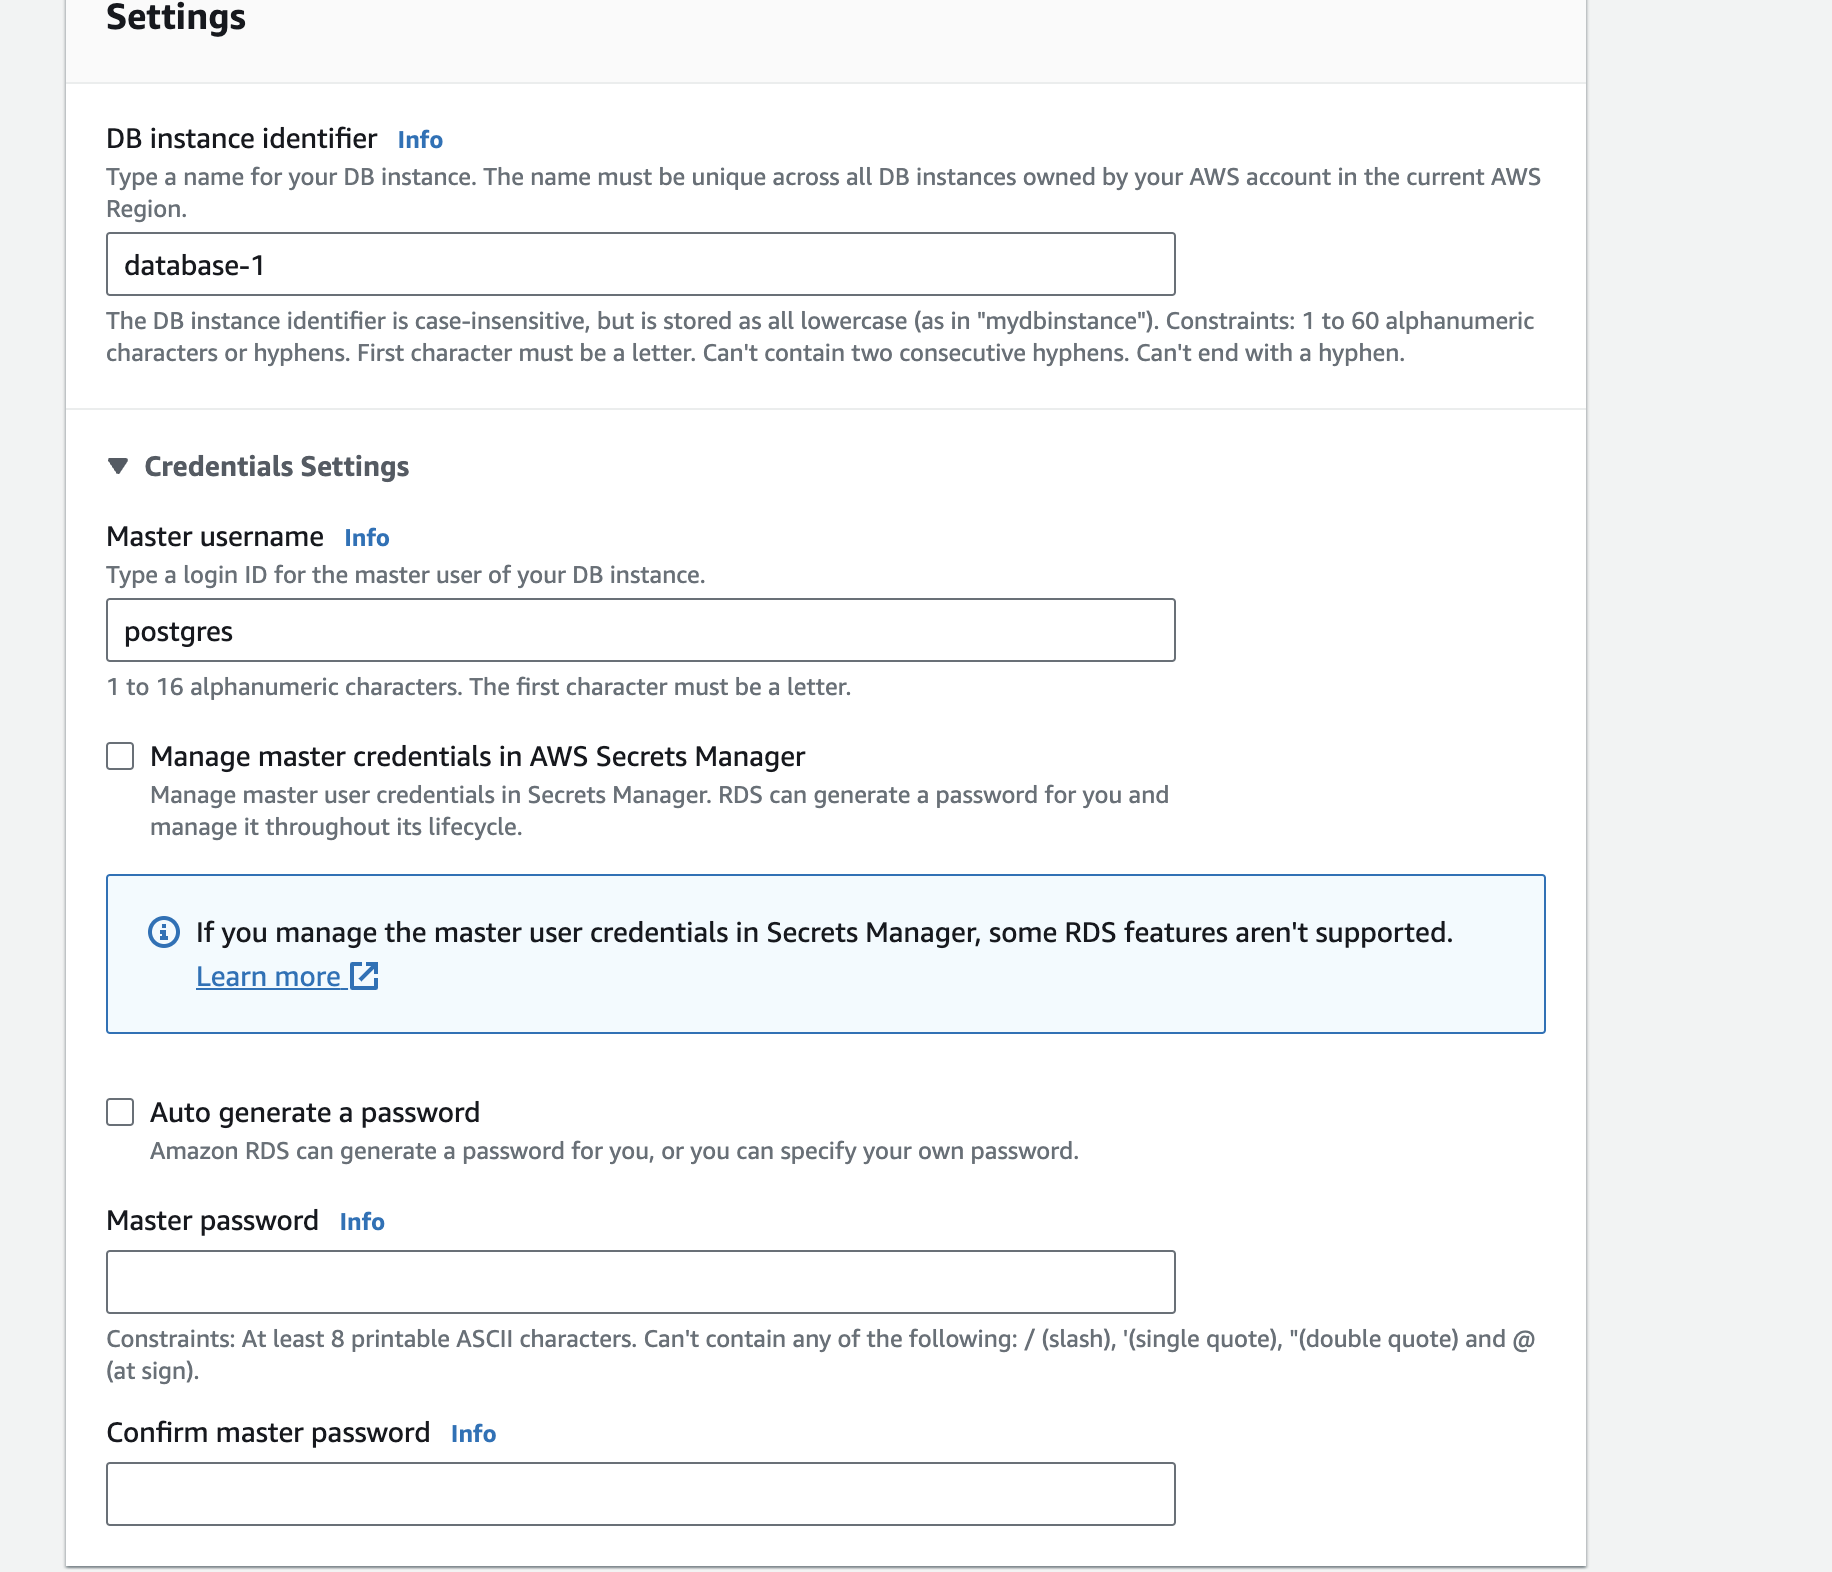 Settings
DB instance identifier Info
Type a name for your DB instance. The name must be unique across all DB instances owned by your AWS account in the current AWS
Region.
database-1
The DB instance identifier is case-insensitive, but is stored as all lowercase (as in "mydbinstance"). Constraints: 1 to 60 alphanumeric
characters or hyphens. First character must be a letter. Can't contain two consecutive hyphens. Can't end with a hyphen.
Credentials Settings
Master username Info
Type a login ID for the master user of your DB instance.
postgres
1 to 16 alphanumeric characters. The first character must be a letter.
Manage master credentials in AWS Secrets Manager
Manage master user credentials in Secrets Manager. RDS can generate a password for you and
manage it throughout its lifecycle.
If you manage the master user credentials in Secrets Manager, some RDS features aren't supported.
Learn more
Auto generate a password
Amazon RDS can generate a password for you, or you can specify your own password.
Master password Info
Constraints: At least 8 printable ASCII characters. Can't contain any of the following: / (slash), '(single quote), "(double quote) and @
(at sign).
Confirm master password Info